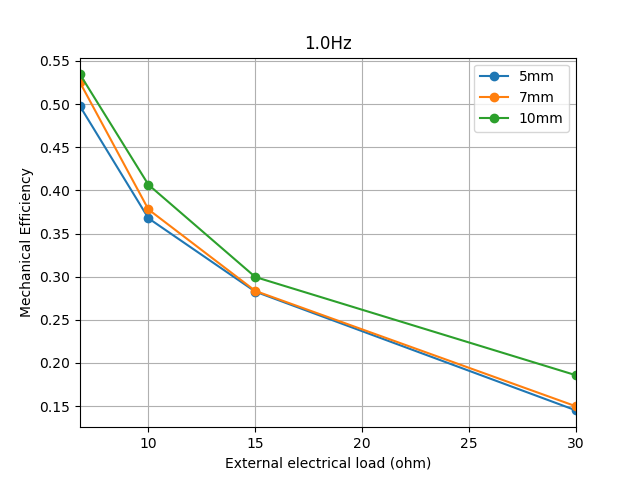 1.0Hz
0.55
0.50
0.45
0.40
0.35
0.30
0.25
0.20
0.15
Mechanical Efficiency
5mm
7mm
10mm
10 15 20 25 30
External electrical load (ohm)